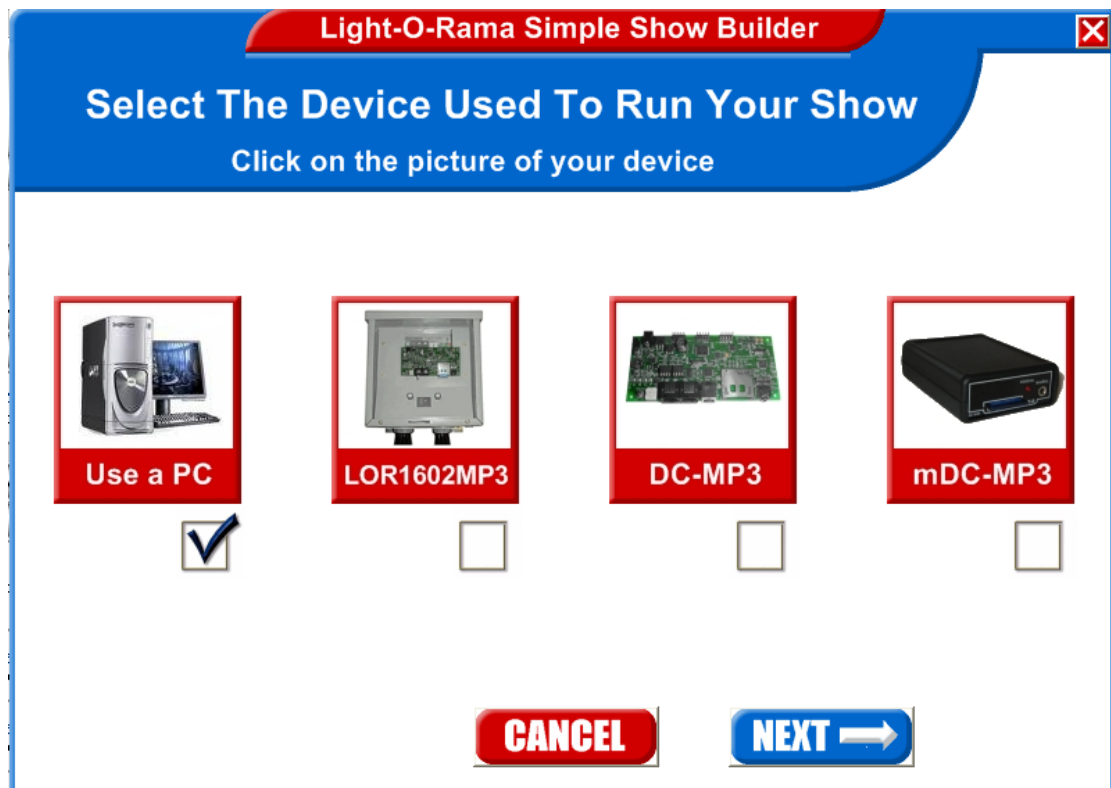 Light-O-Rama Simple Show Builder
Select The Device Used To Run Your Show
Click on the picture of your device
Use a PC
LOR1602MP3
DC-MP3
mDC-MP3
CANCEL
NEXT